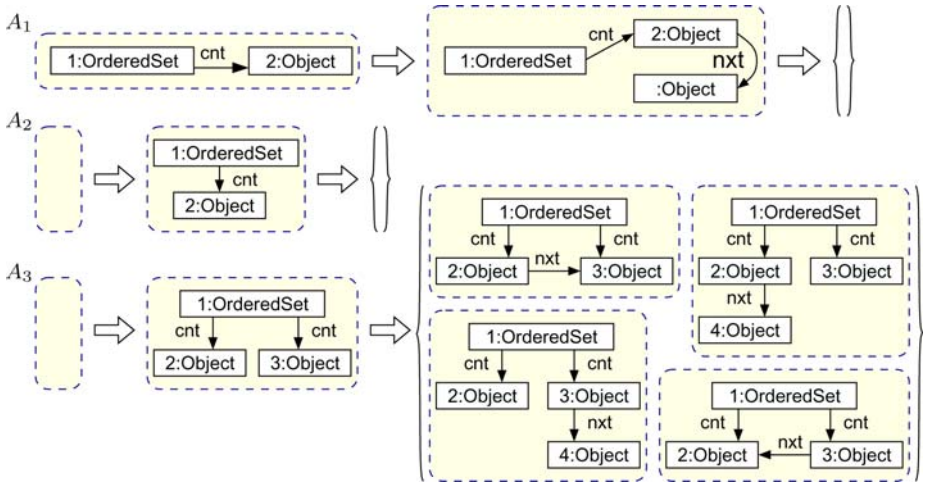 A1
1:OrderedSet cnt 2:Object
1:OrderedSet cnt 2:Object
nxt
:Object
A2
1:OrderedSet
cnt
2:Object
A3
1:OrderedSet
cnt cnt
2:Object 3:Object
1:OrderedSet
cnt cnt
2:Object nxt 3:Object
1:OrderedSet
cnt cnt
2:Object 3:Object
nxt
4:Object
1:OrderedSet
cnt cnt
2:Object 3:Object
nxt
4:Object
1:OrderedSet
cnt cnt
2:Object nxt 3:Object